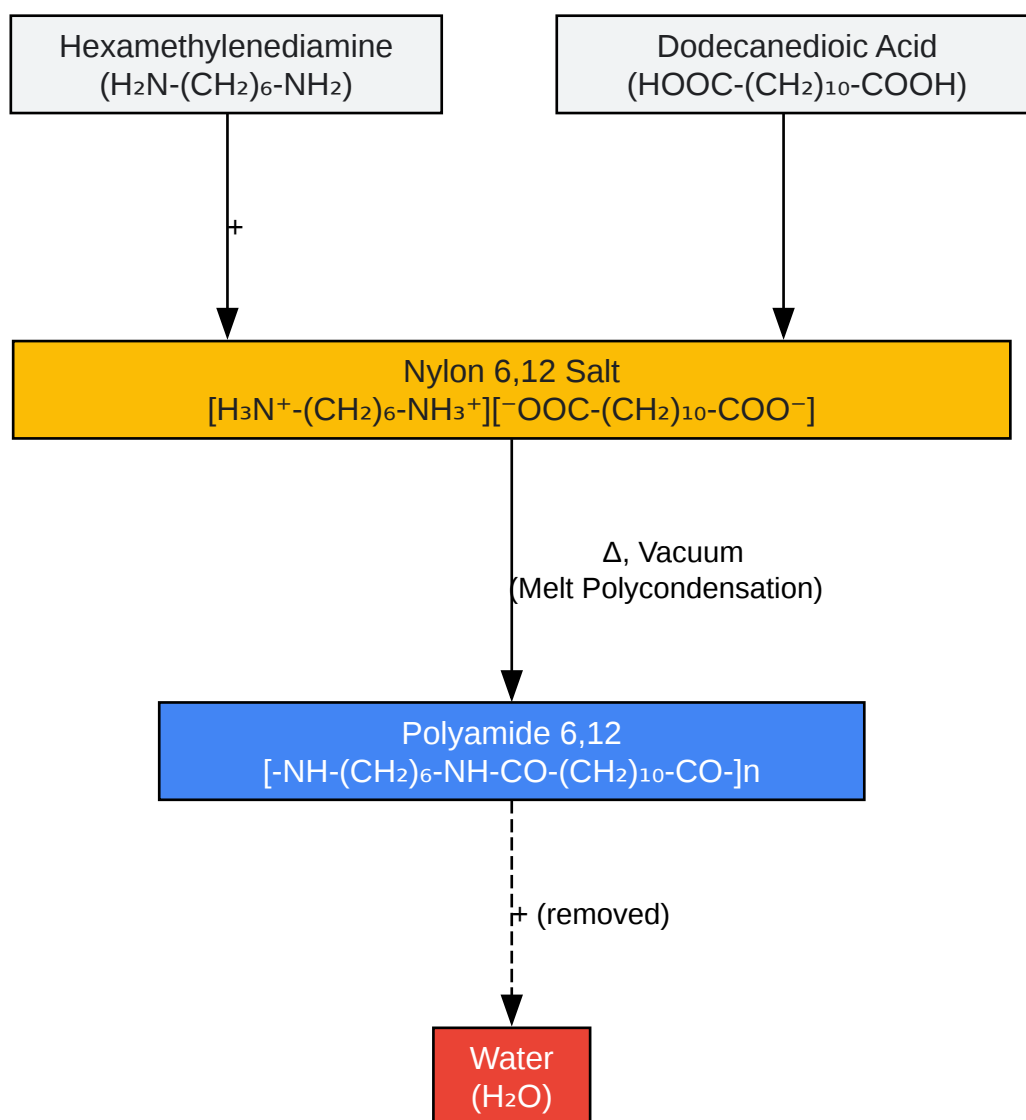 Hexamethylenediamine
(H₂N-(CH₂)₆-NH₂)
Dodecanedioic Acid
(HOOC-(CH₂)₁₀-COOH)
+
Nylon 6,12 Salt
[H₃N⁺-(CH₂)₆-NH₃⁺][⁻OOC-(CH₂)₁₀-COO⁻]
Δ, Vacuum
(Melt Polycondensation)
Polyamide 6,12
[-NH-(CH₂)₆-NH-CO-(CH₂)₁₀-CO-]n
+ (removed)
Water
(H₂O)